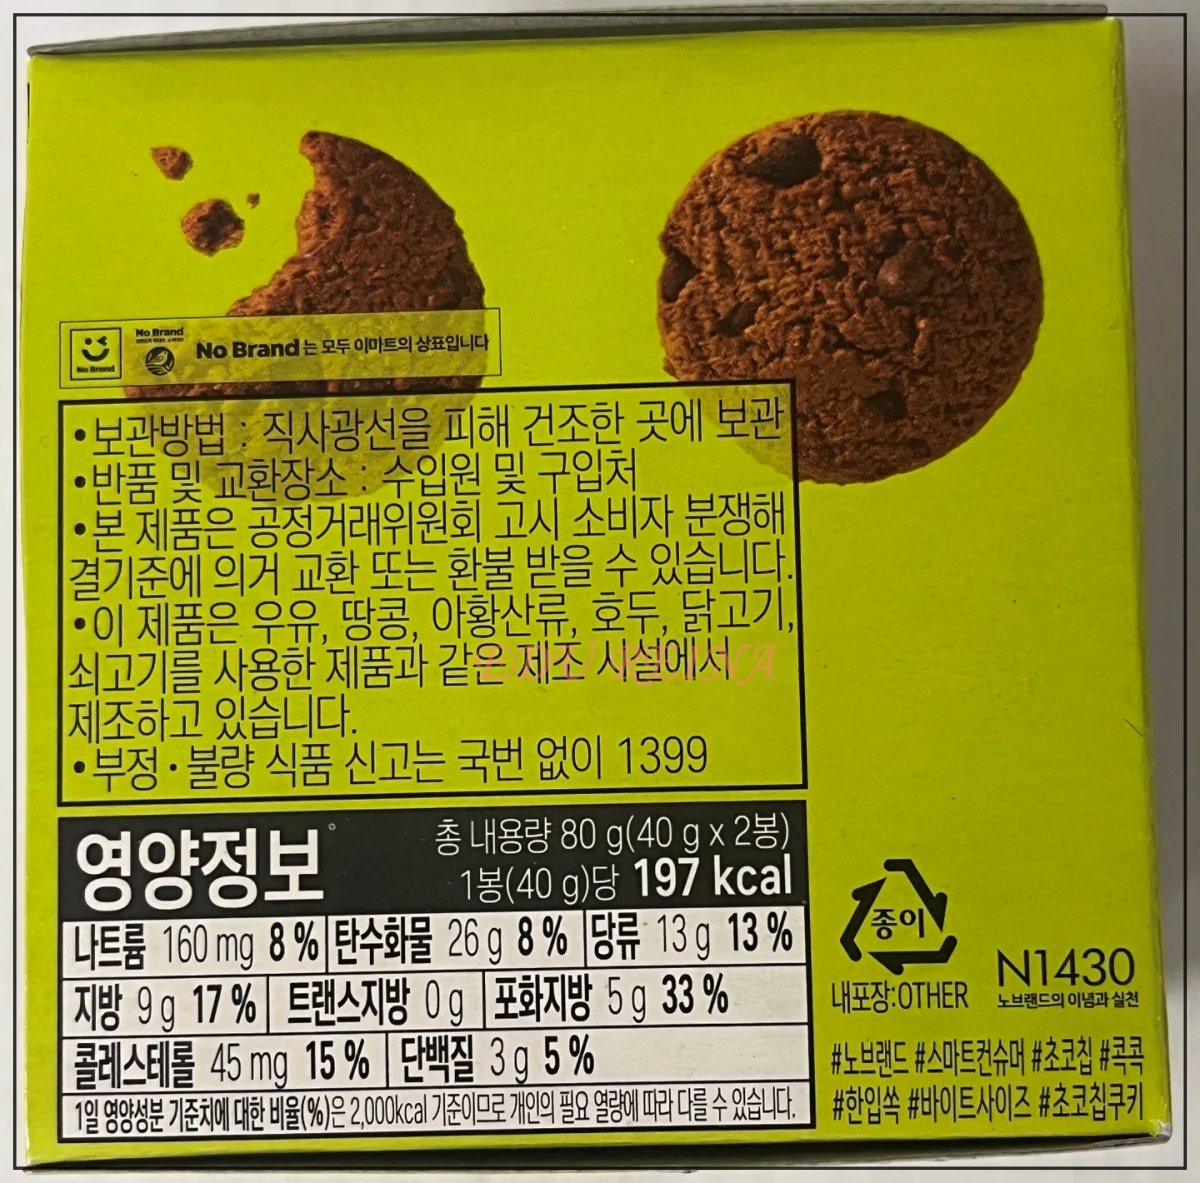 No Brand
No Brand
No Brand는 모두 이마트의 상표입니다
•보관방법 : 직사광선을 피해 건조한 곳에 보관
•반품 및 교환장소 : 수입원 및 구입처
•본 제품은 공정거래위원회 고시 소비자 분쟁해
결기준에 의거 교환 또는 환불 받을 수 있습니다.
•이 제품은 우유, 땅콩, 아황산류, 호두, 닭고기,
쇠고기를 사용한 제품과 같은 제조 시설에서
제조하고 있습니다.
•부정·불량 식품 신고는 국번 없이 1399
EDU REINA
영양정보
총 내용량 80 g(40 g x 2봉)
1봉(40 g)당 197 kcal
나트륨 160 mg 8 % 탄수화물 26 g 8 % 당류 13 g 13 %
지방 9 g 17 % 트랜스지방 0 g 포화지방 5 g 33 %
콜레스테롤 45 mg 15 % 단백질 3 g 5 %
1일 영양성분 기준치에 대한 비율(%)은 2,000kcal 기준이므로 개인의 필요 열량에 따라 다를 수 있습니다.
종이
내포장:OTHER
N1430
노브랜드의 이념과 실천
#노브랜드 #스마트컨슈머 #초코칩 #콕콕
#한입쏙 #바이트사이즈 #초코칩쿠키